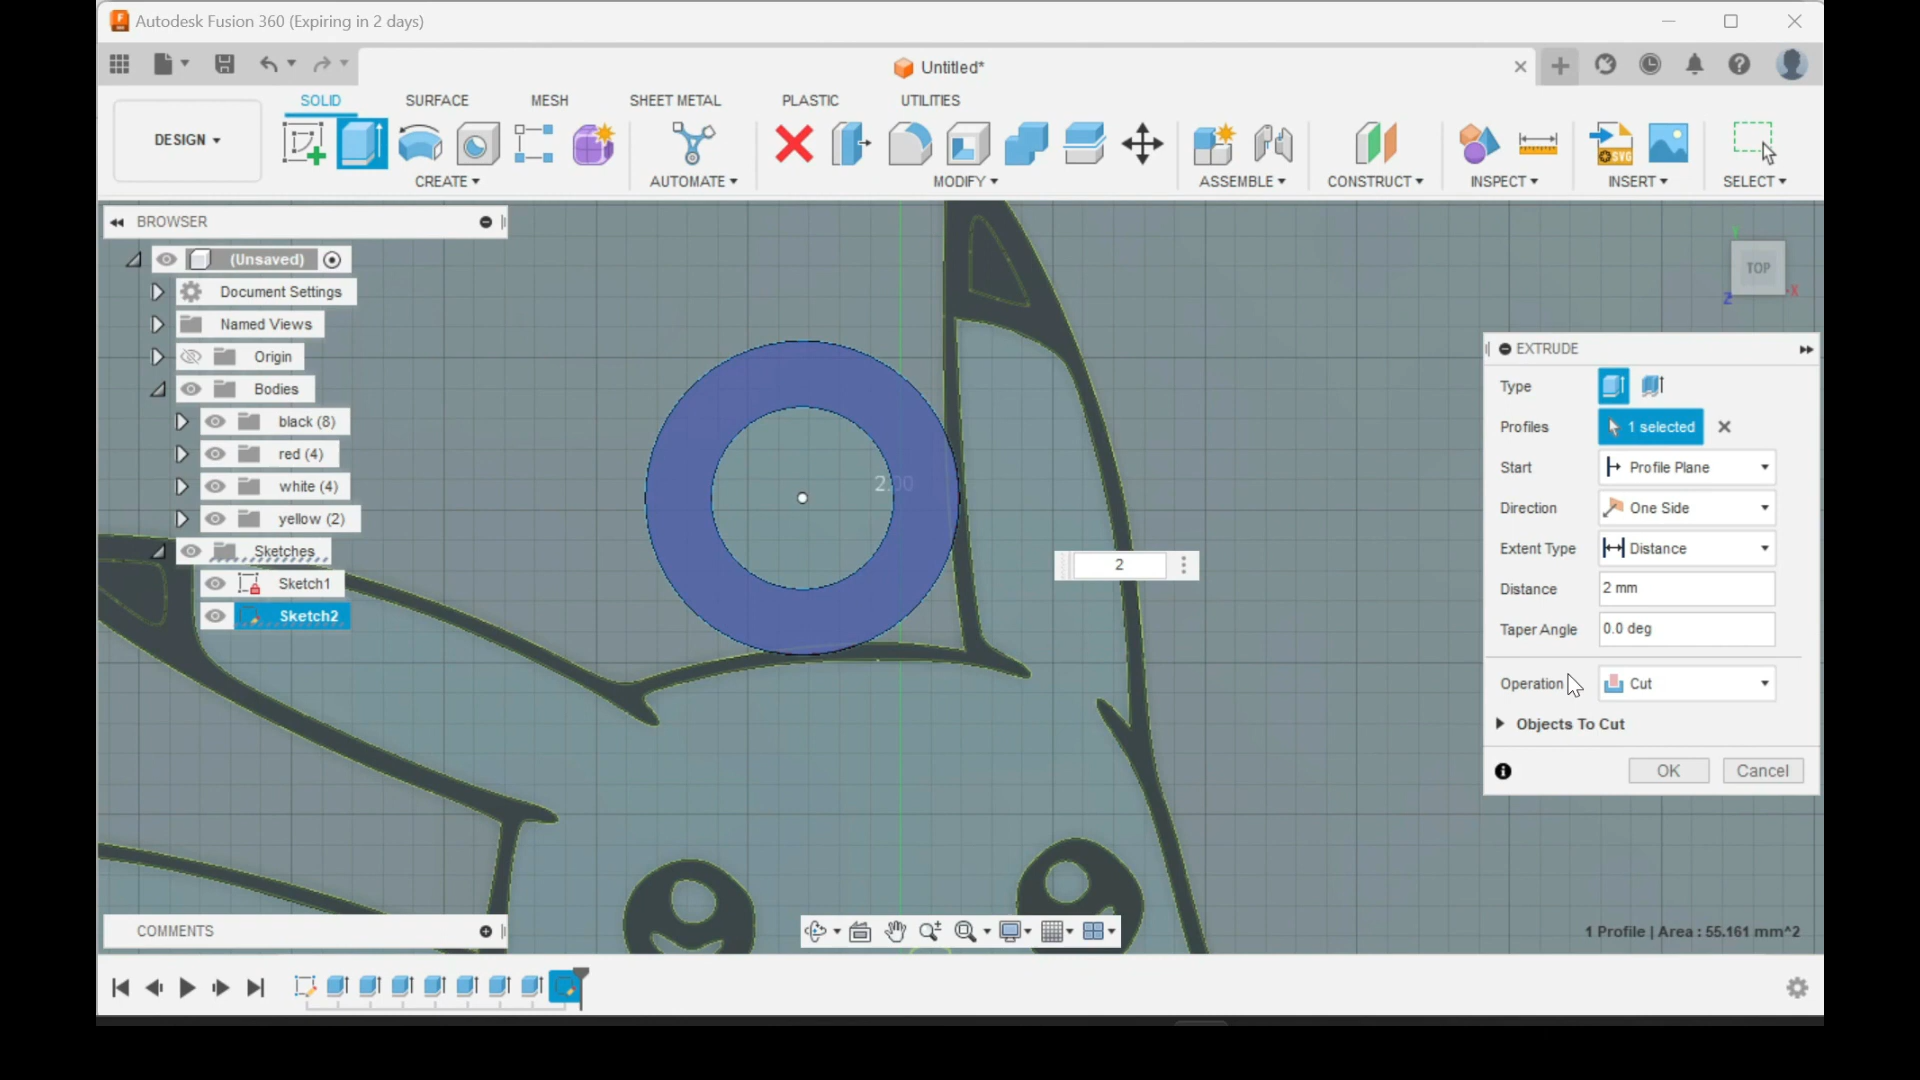 Autodesk Fusion 360 (Expiring in 2 days)
Untitled*
SOLID SURFACE MESH SHEET METAL PLASTIC UTILITIES
DESIGN
CREATE AUTOMATE MODIFY ASSEMBLE CONSTRUCT INSPECT INSERT SELECT
SVG
BROWSER
(Unsaved)
Document Settings
Named Views
Origin
Bodies
black (8)
red (4)
white (4)
yellow (2)
Sketches
Sketch1
Sketch2
2.00
2
TOP
Y
X
Z
EXTRUDE
Type
Profiles 1 selected
Start Profile Plane
Direction One Side
Extent Type Distance
Distance 2 mm
Taper Angle 0.0 deg
Operation Cut
Objects To Cut
OK Cancel
COMMENTS
1 Profile | Area : 55.161 mm^2